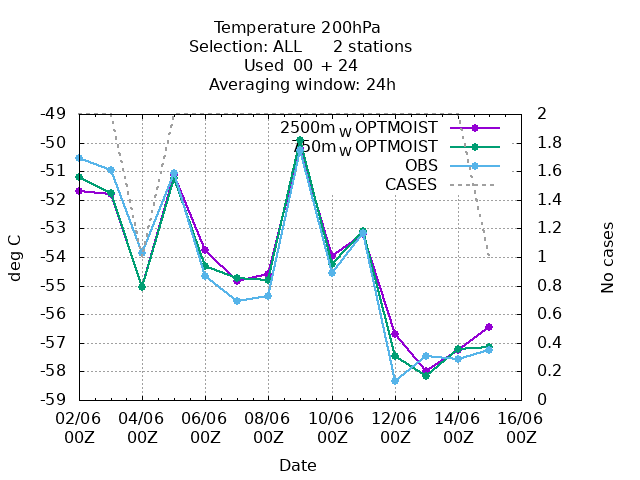 Temperature 200hPa
Selection: ALL 2 stations
Used 00 + 24
Averaging window: 24h
deg C
-49
-50
-51
-52
-53
-54
-55
-56
-57
-58
-59
2500m W OPTMOIST
750m W OPTMOIST
OBS
CASES
2
1.8
1.6
1.4
1.2
1
0.8
0.6
0.4
0.2
0
No cases
02/06 04/06 06/06 08/06 10/06 12/06 14/06 16/06
00Z 00Z 00Z 00Z 00Z 00Z 00Z 00Z
Date